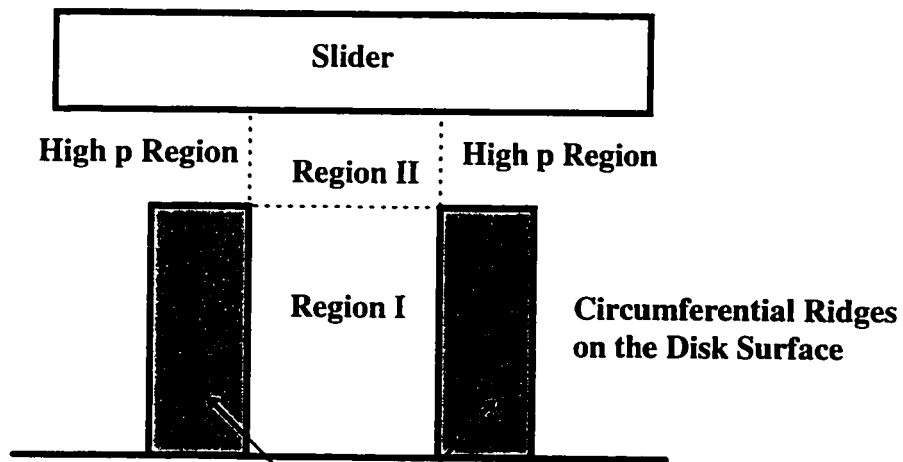 Slider
High p Region
Region II
High p Region
Region I
Circumferential Ridges
on the Disk Surface